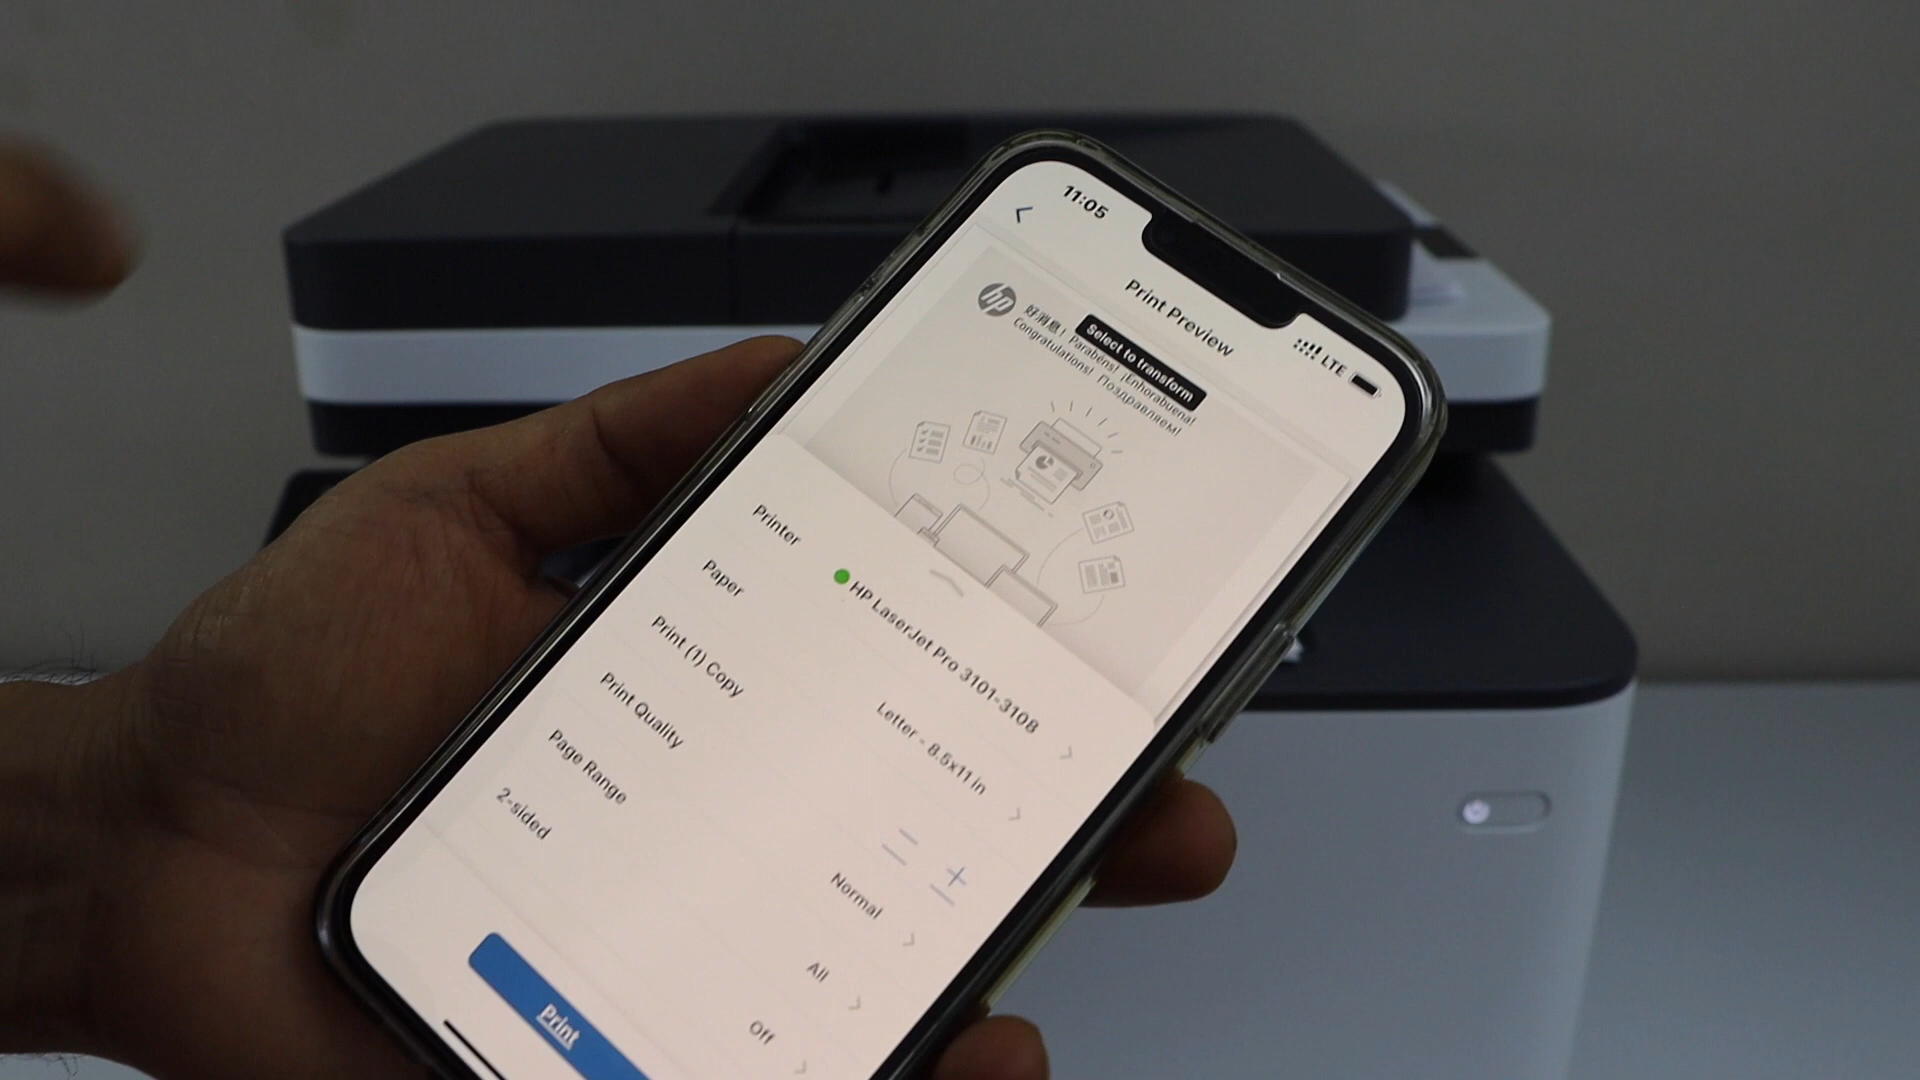 11:05
LTE
Print Preview
hp
好消息! Parabéns! ¡Enhorabuena!
Congratulations! Поздравляем!
Select to transform
Printer
HP LaserJet Pro 3101-3108
Paper
Letter - 8.5x11 in
Print (1) Copy
Print Quality
Normal
Page Range
All
2-sided
Off
Print